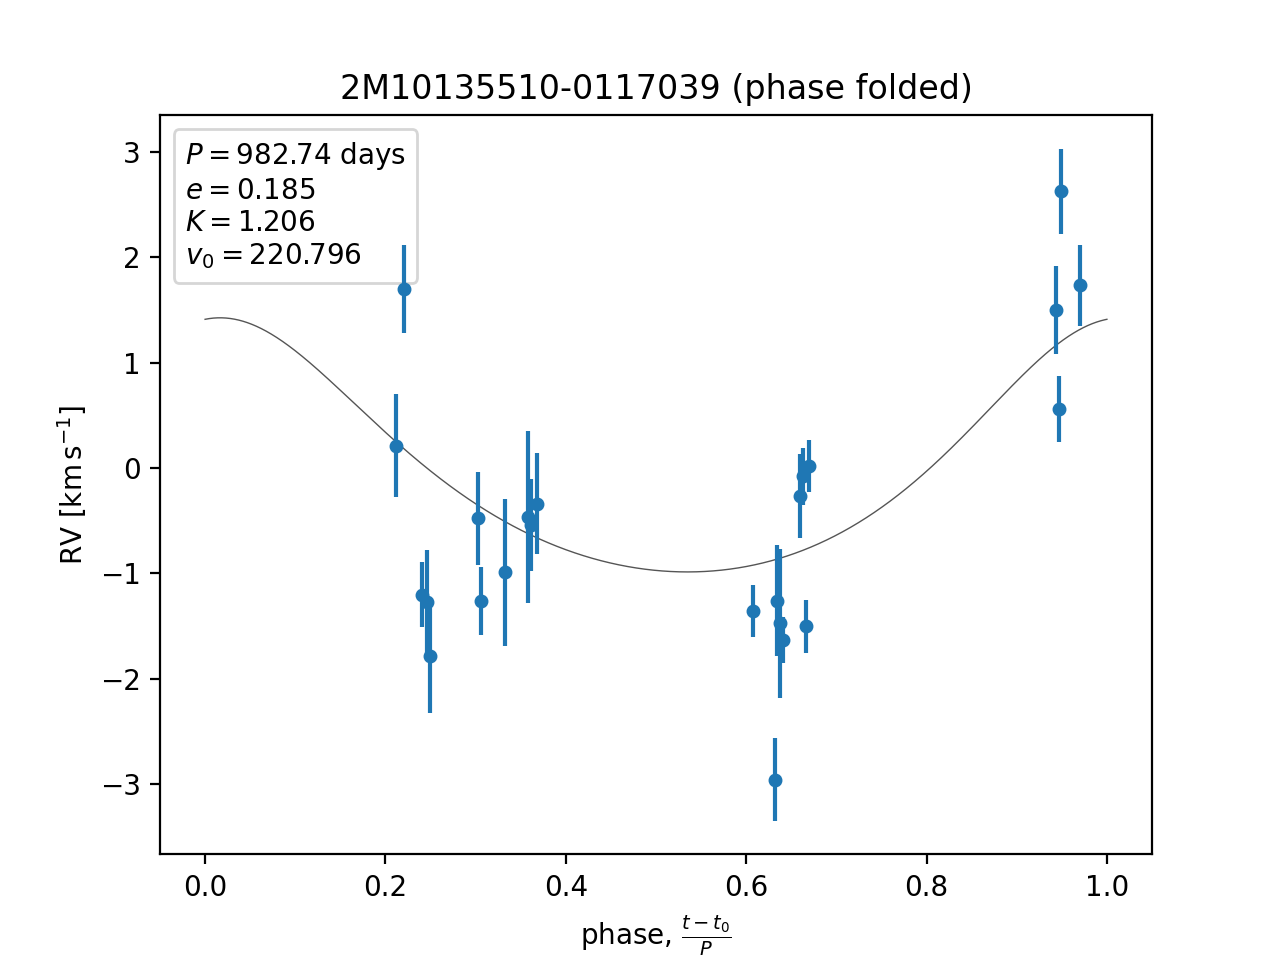 2M10135510-0117039 (phase folded)
P = 982.74 days
e = 0.185
K = 1.206
v₀ = 220.796
3
2
1
0
−1
−2
−3
RV [km s⁻¹]
0.0 0.2 0.4 0.6 0.8 1.0
phase, (t − t₀)/P